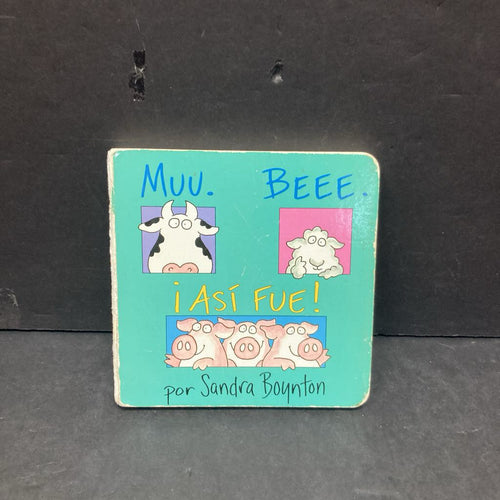 MUU. BEEE.
¡ASÍ FUE!
por Sandra Boynton